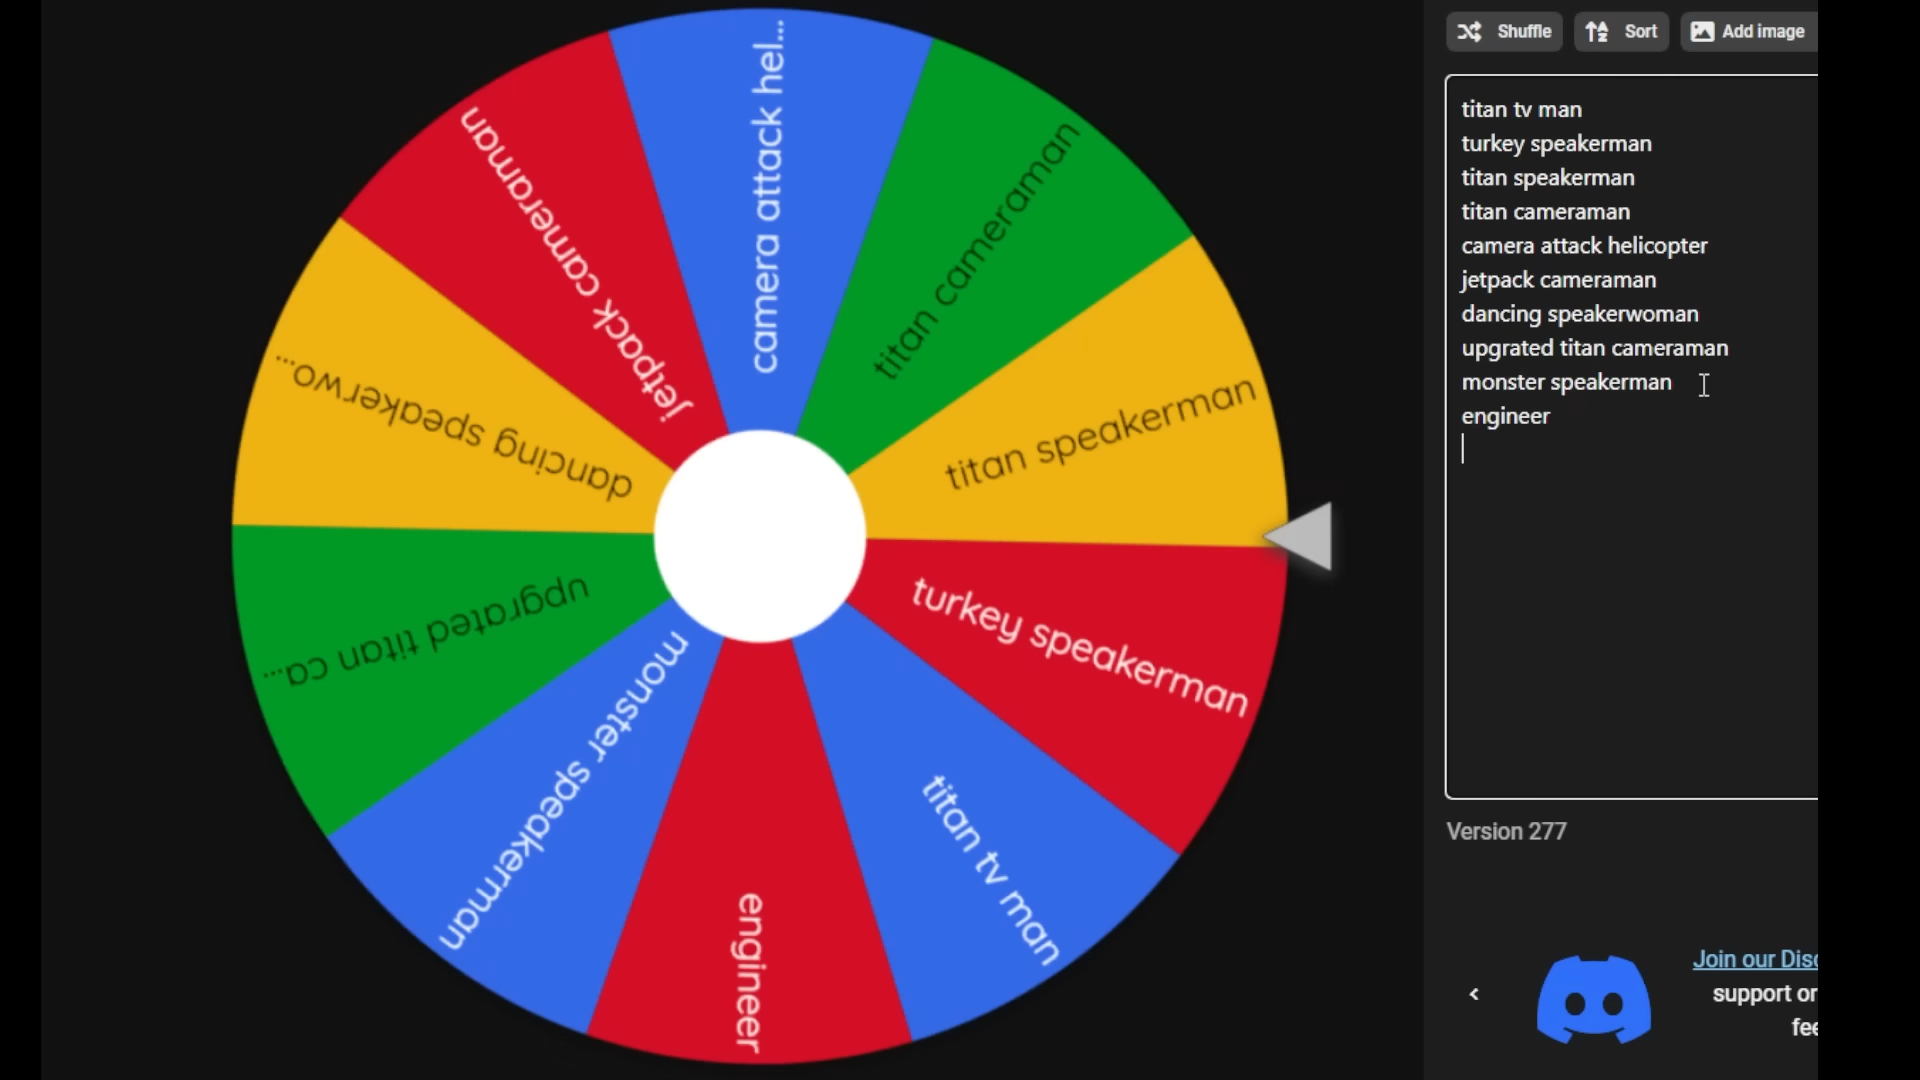 camera attack hel...
titan cameraman
titan speakerman
turkey speakerman
titan tv man
engineer
monster speakerman
upgrated titan ca...
dancing speakerwo...
jetpack cameraman
Shuffle
Sort
Add image
titan tv man
turkey speakerman
titan speakerman
titan cameraman
camera attack helicopter
jetpack cameraman
dancing speakerwoman
upgrated titan cameraman
monster speakerman
engineer
Version 277
Join our Disc
support or
fee